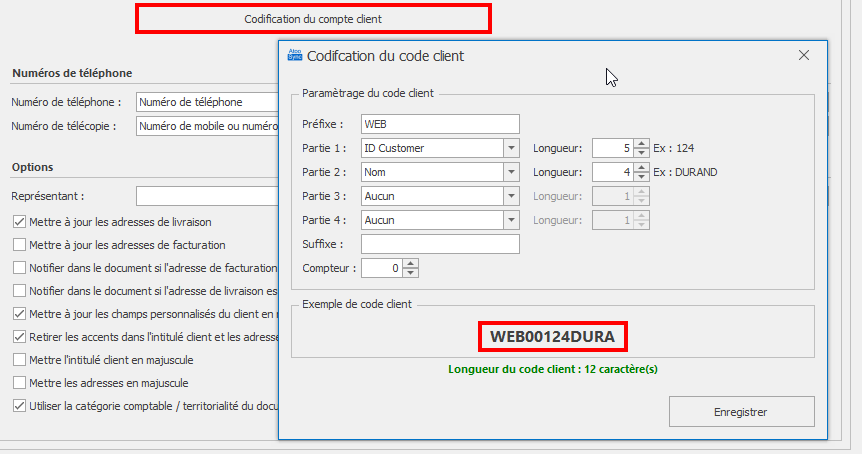 Codification du compte client
Atoo
Sync
Codifcation du code client
Numéros de téléphone
Numéro de téléphone :
Numéro de téléphone
Numéro de télécopie :
Numéro de mobile ou numéro
Options
Représentant :
Mettre à jour les adresses de livraison
Mettre à jour les adresses de facturation
Notifier dans le document si l'adresse de facturation
Notifier dans le document si l'adresse de livraison es
Mettre à jour les champs personnalisés du client en
Retirer les accents dans l'intitulé client et les adresse
Mettre l'intitulé client en majuscule
Mettre les adresses en majuscule
Utiliser la catégorie comptable / territorialité du docu
Paramètrage du code client
Préfixe : WEB
Partie 1 : ID Customer Longueur: 5 Ex : 124
Partie 2 : Nom Longueur: 4 Ex : DURAND
Partie 3 : Aucun Longueur: 1
Partie 4 : Aucun Longueur: 1
Suffixe :
Compteur : 0
Exemple de code client
WEB00124DURA
Longueur du code client : 12 caractère(s)
Enregistrer